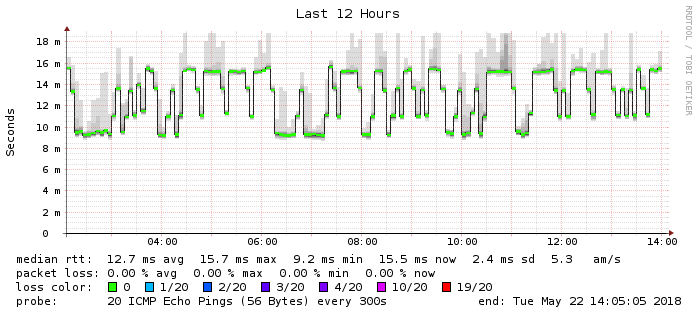 Last 12 Hours
RRDTOOL / TOBI OETIKER
Seconds
18 m
16 m
14 m
12 m
10 m
8 m
6 m
4 m
2 m
0
04:00 06:00 08:00 10:00 12:00 14:00
median rtt: 12.7 ms avg 15.7 ms max 9.2 ms min 15.5 ms now 2.4 ms sd 5.3 am/s
packet loss: 0.00 % avg 0.00 % max 0.00 % min 0.00 % now
loss color: 0 1/20 2/20 3/20 4/20 10/20 19/20
probe: 20 ICMP Echo Pings (56 Bytes) every 300s end: Tue May 22 14:05:05 2018